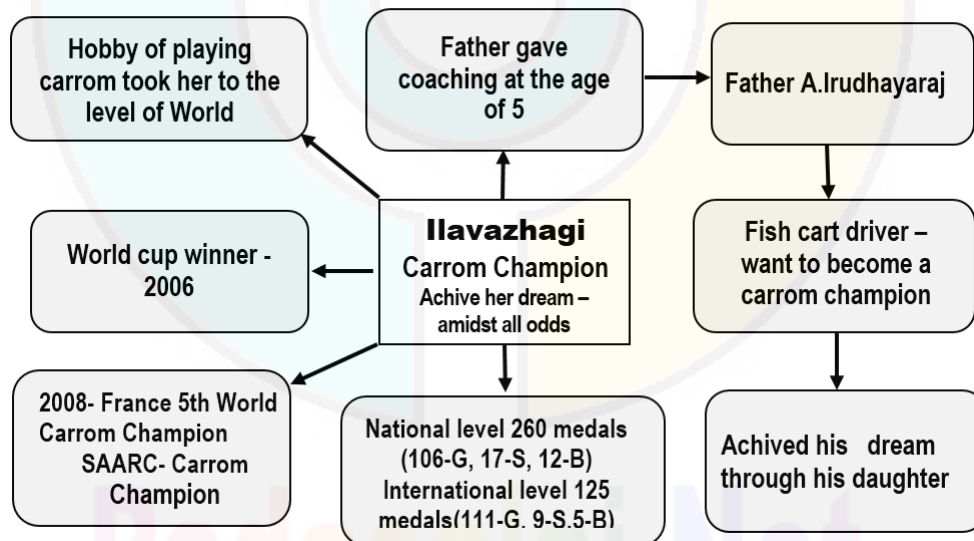 Hobby of playing
carrom took her to the
level of World
Father gave
coaching at the age
of 5
Father A.Irudhayaraj
Ilavazhagi
Carrom Champion
Achive her dream –
amidst all odds
World cup winner -
2006
Fish cart driver –
want to become a
carrom champion
2008- France 5th World
Carrom Champion
SAARC- Carrom
Champion
National level 260 medals
(106-G, 17-S, 12-B)
International level 125
medals(111-G, 9-S,5-B)
Achived his dream
through his daughter